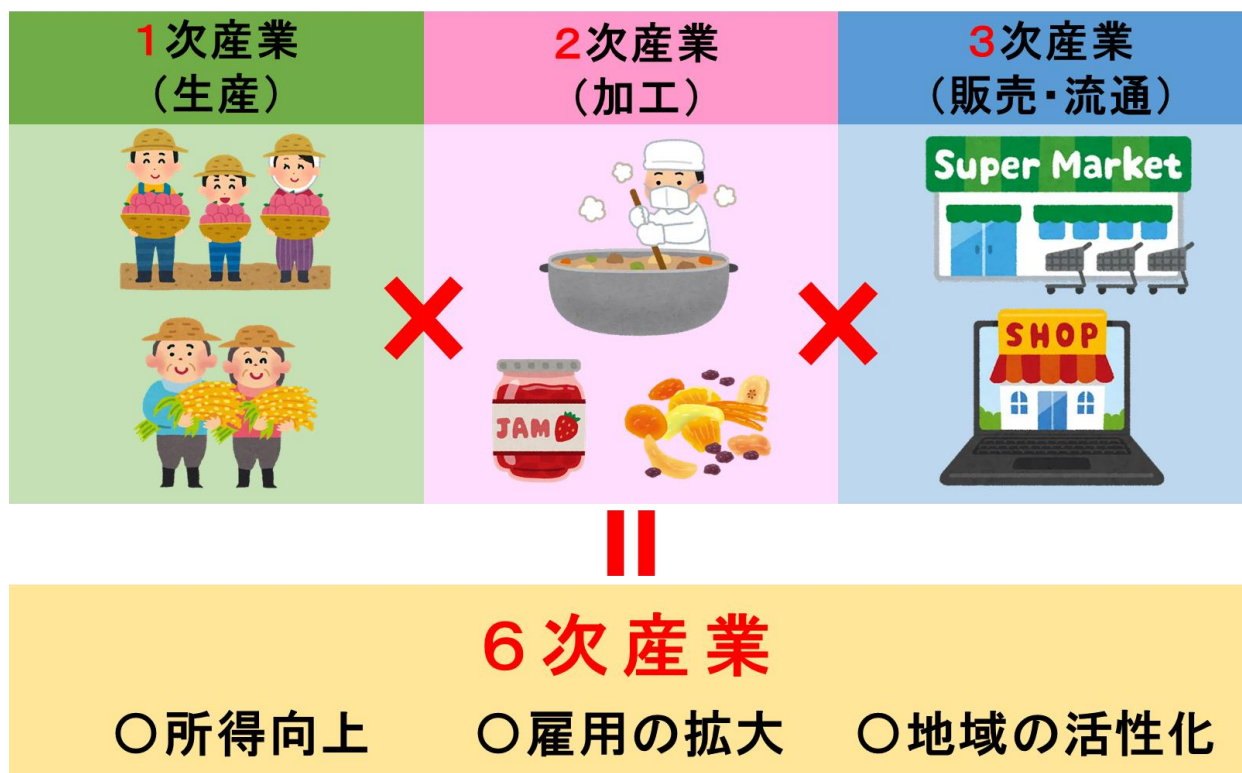 1次産業
（生産）
2次産業
（加工）
3次産業
（販売・流通）
Super Market
×
×
SHOP
JAM
=
6次産業
○所得向上
○雇用の拡大
○地域の活性化